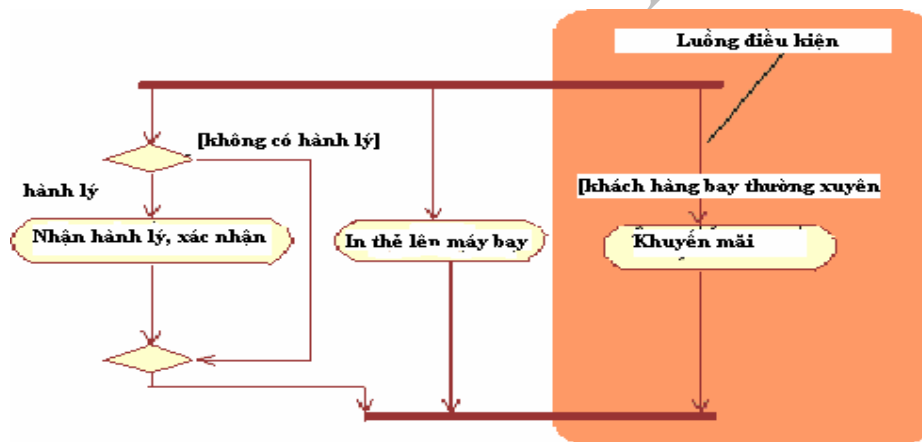 Luồng điều kiện
[không có hành lý]
hành lý
[khách hàng bay thường xuyên
Nhận hành lý, xác nhận
In thẻ lên máy bay
Khuyến mãi